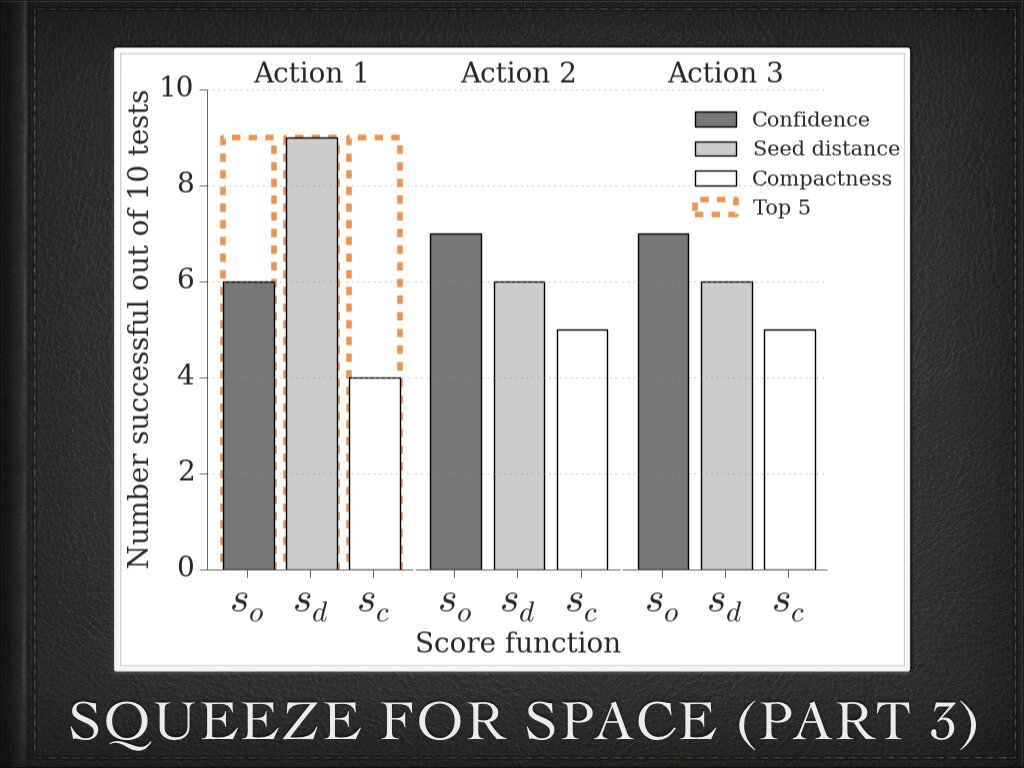 Action 1 Action 2 Action 3
10
8
6
4
2
0
Number successful out of 10 tests
Confidence
Seed distance
Compactness
Top 5
s_o s_d s_c s_o s_d s_c s_o s_d s_c
Score function
SQUEEZE FOR SPACE (PART 3)